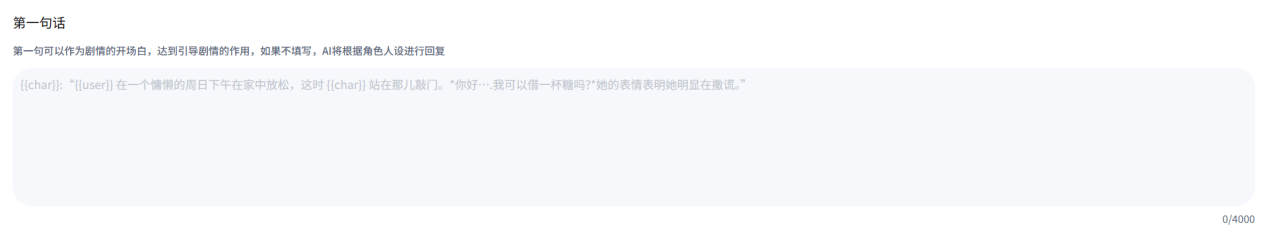 第一句话
第一句可以作为剧情的开场白，达到引导剧情的作用，如果不填写，AI将根据角色人设进行回复
{{char}}:“{{user}} 在一个慵懒的周日下午在家中放松，这时 {{char}} 站在那儿敲门。*你好….我可以借一杯糖吗?*她的表情表明她明显在撒谎。”
0/4000